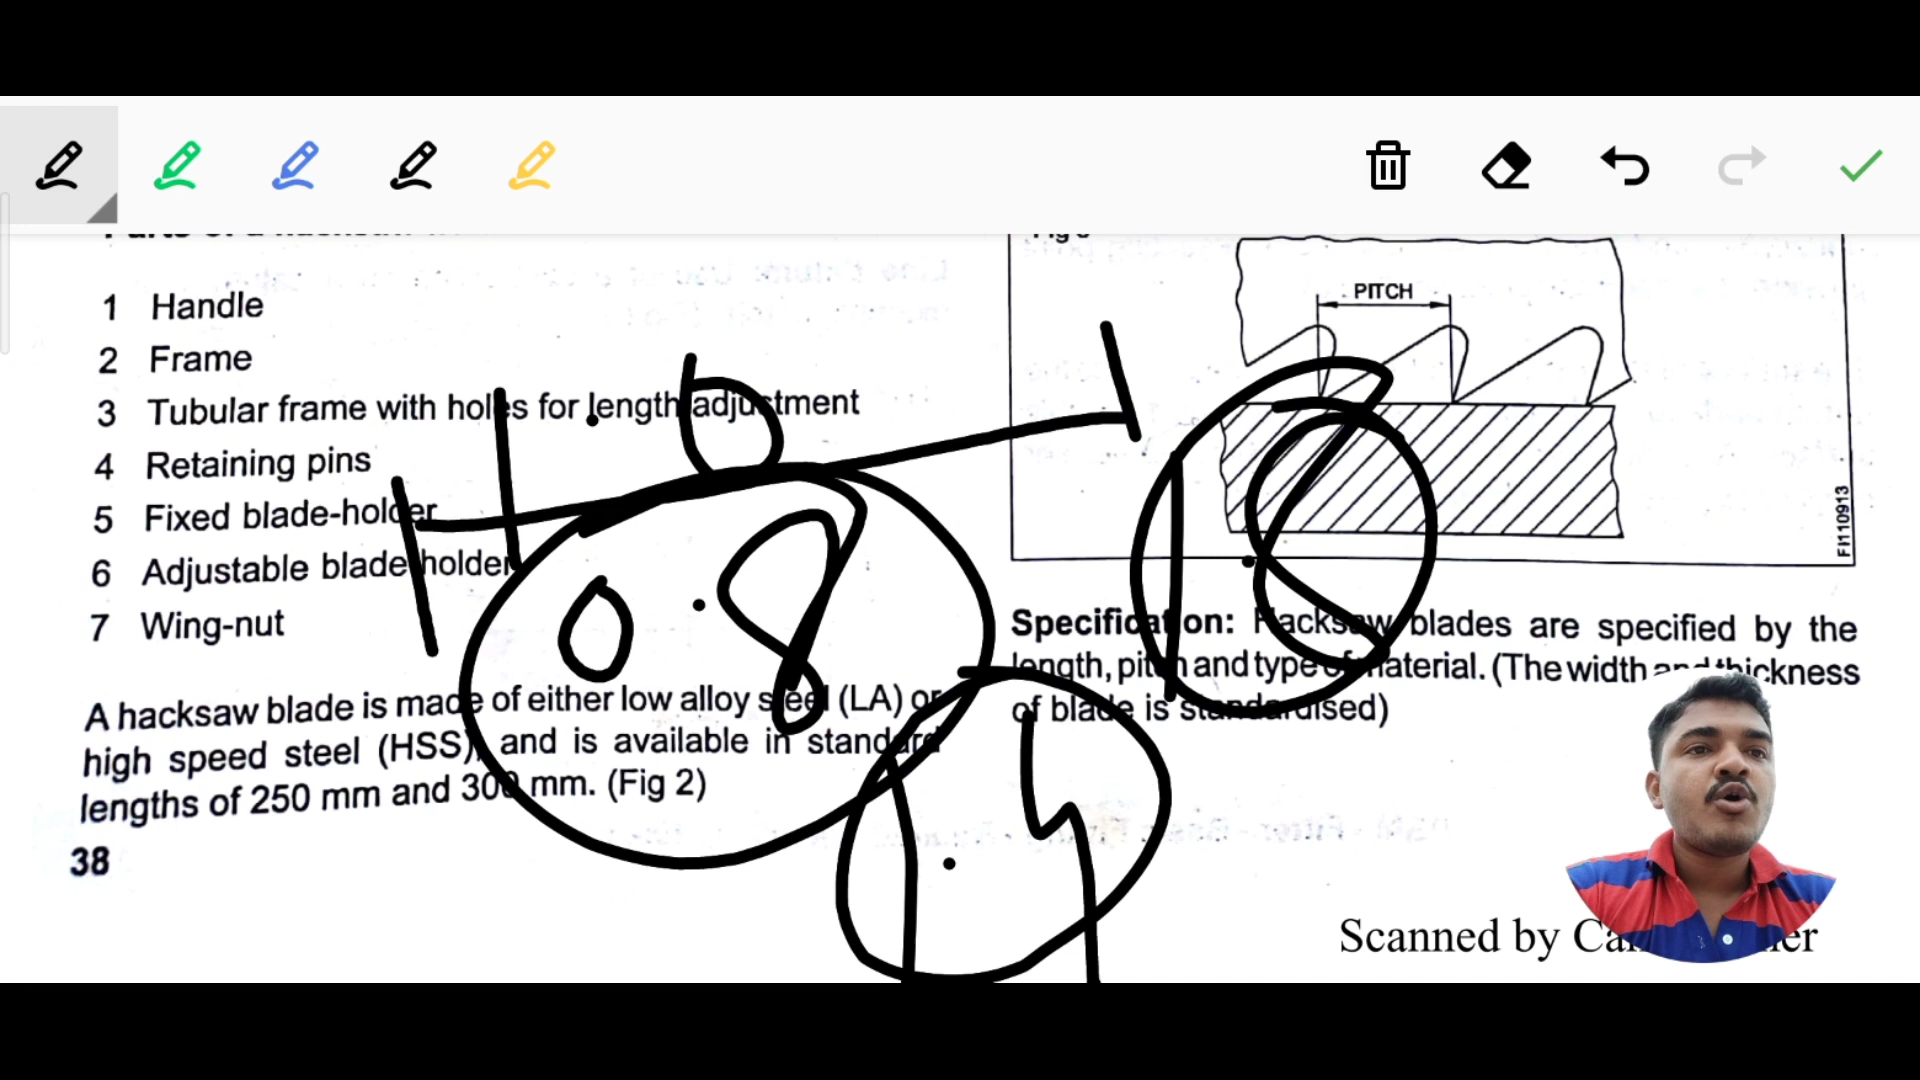 1 Handle
2 Frame
3 Tubular frame with holes for length adjustment
4 Retaining pins
5 Fixed blade-holder
6 Adjustable blade holder
7 Wing-nut
A hacksaw blade is made of either low alloy steel (LA) or
high speed steel (HSS), and is available in standard
lengths of 250 mm and 300 mm. (Fig 2)
38
PITCH
FI110913
Specification: Hacksaw blades are specified by the
length, pitch and type of material. (The width and thickness
of blade is standardised)
0.8
1.4
1.8
Scanned by